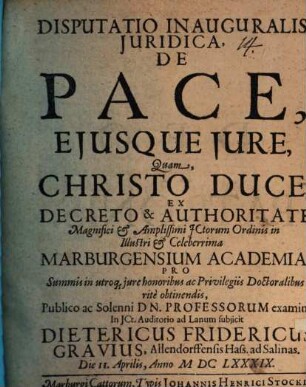 DISPUTATIO INAUGURALIS
JURIDICA,
14.
DE
PACE,
EJUSQUE JURE,
Quam,
CHRISTO DUCE
EX
DECRETO & AUTHORITATE
Magnifici & Amplissimi JCtorum Ordinis in
Illustri & Celeberrima
MARBURGENSIUM ACADEMIA
PRO
Summis in utroq, jure honoribus ac Privilegiis Doctoralibus
ritè obtinendis,
Publico ac Solenni DN. PROFESSORUM examin
In JCt. Auditorio ad Lanum subjicit
DIETERICUS FRIDERICUS
GRAVIUS, Allendorffensis Hass. ad Salinas.
Die 11. Aprilis, Anno M DC LXXXIX.
Marburgi Cattorum, Typis JOHANNIS HENRICI STOCK